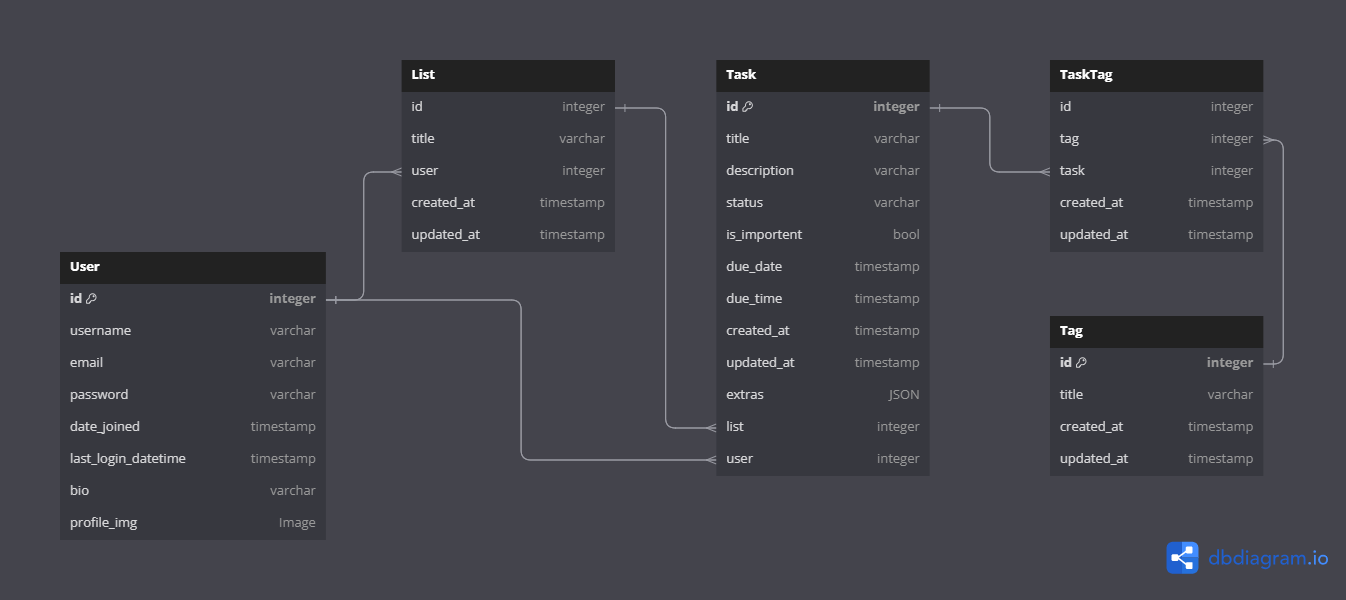 List
id integer
title varchar
user integer
created_at timestamp
updated_at timestamp
Task
id integer
title varchar
description varchar
status varchar
is_importent bool
due_date timestamp
due_time timestamp
created_at timestamp
updated_at timestamp
extras JSON
list integer
user integer
TaskTag
id integer
tag integer
task integer
created_at timestamp
updated_at timestamp
User
id integer
username varchar
email varchar
password varchar
date_joined timestamp
last_login_datetime timestamp
bio varchar
profile_img Image
Tag
id integer
title varchar
created_at timestamp
updated_at timestamp
dbdiagram.io